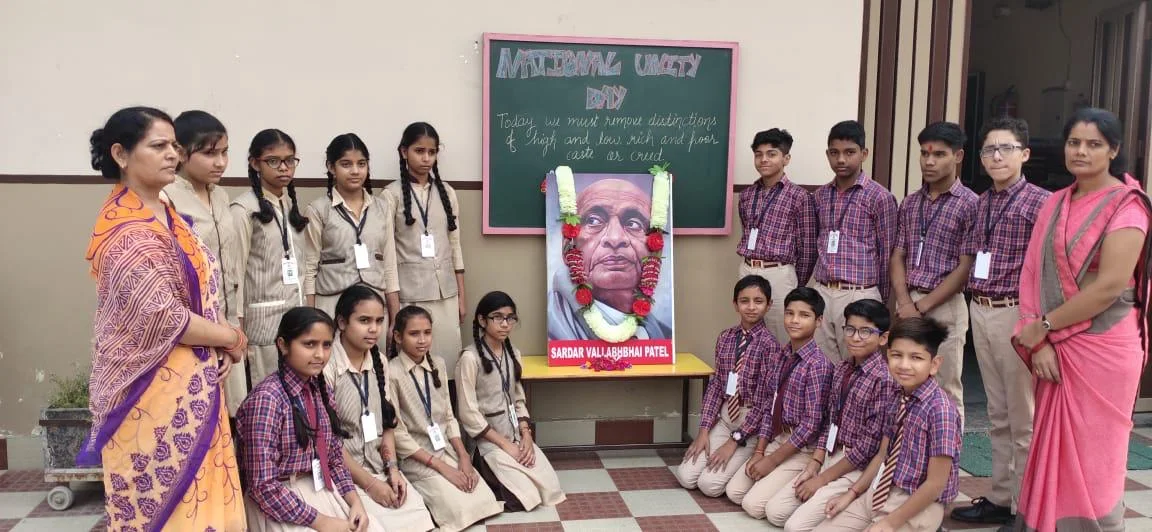 NATIONAL UNITY
DAY
Today we must remove distinctions
of high and low, rich and poor
caste or creed.
SARDAR VALLABHBHAI PATEL